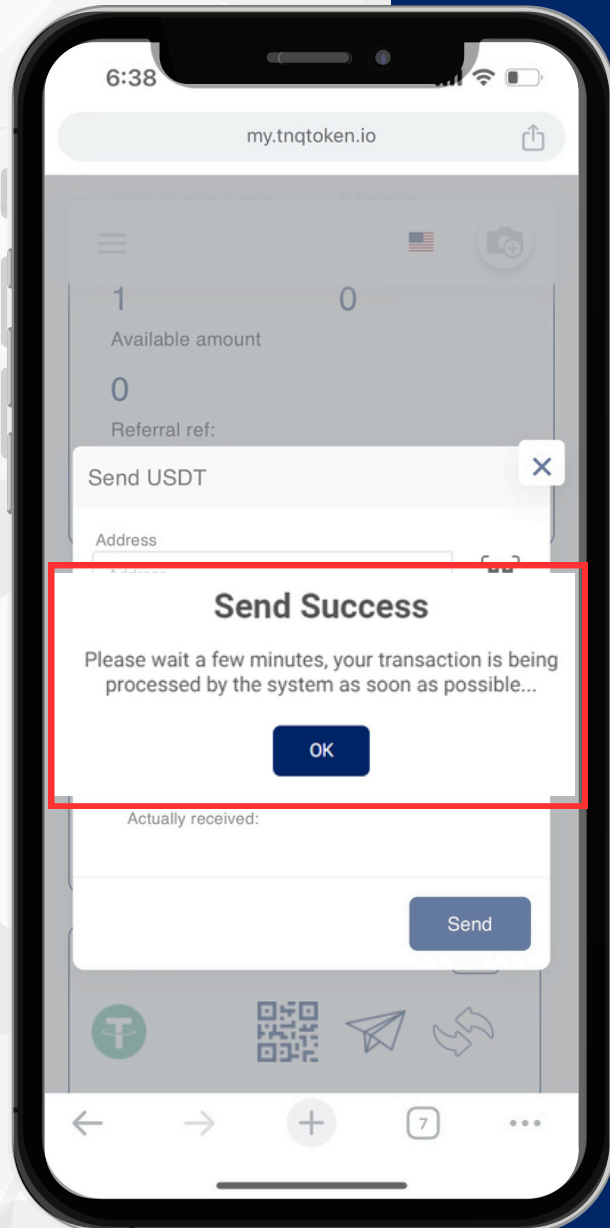 6:38
my.tnqtoken.io
1
0
Available amount
0
Referral ref:
Send USDT
Address
Send Success
Please wait a few minutes, your transaction is being
processed by the system as soon as possible...
OK
Actually received:
Send
7